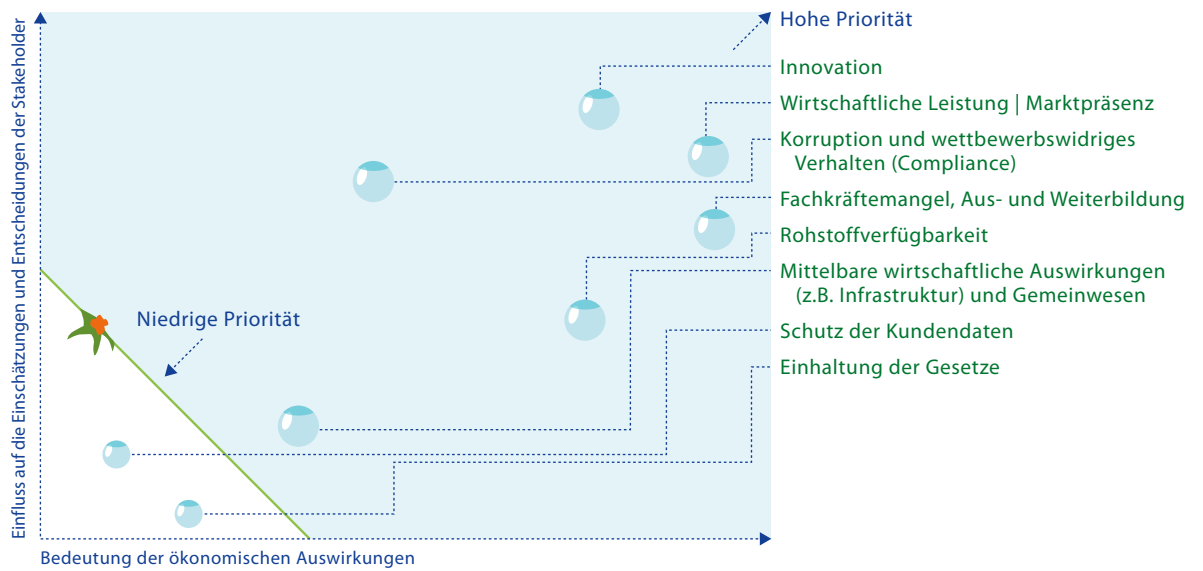 Einfluss auf die Einschätzungen und Entscheidungen der Stakeholder
Hohe Priorität
Innovation
Wirtschaftliche Leistung | Marktpräsenz
Korruption und wettbewerbswidriges
Verhalten (Compliance)
Fachkräftemangel, Aus- und Weiterbildung
Rohstoffverfügbarkeit
Mittelbare wirtschaftliche Auswirkungen
(z.B. Infrastruktur) und Gemeinwesen
Niedrige Priorität
Schutz der Kundendaten
Einhaltung der Gesetze
Bedeutung der ökonomischen Auswirkungen